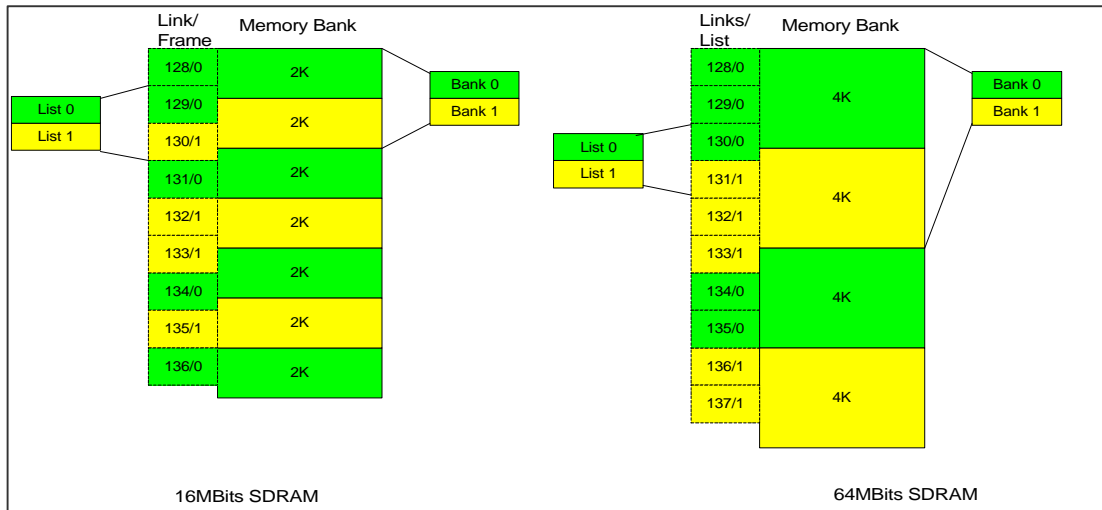 Link/
Frame
Memory Bank
128/0
129/0
130/1
131/0
132/1
133/1
134/0
135/1
136/0
2K
2K
2K
2K
2K
2K
2K
List 0
List 1
Bank 0
Bank 1
16MBits SDRAM
Links/
List
Memory Bank
128/0
129/0
130/0
131/1
132/1
133/1
134/0
135/0
136/1
137/1
4K
4K
4K
4K
List 0
List 1
Bank 0
Bank 1
64MBits SDRAM